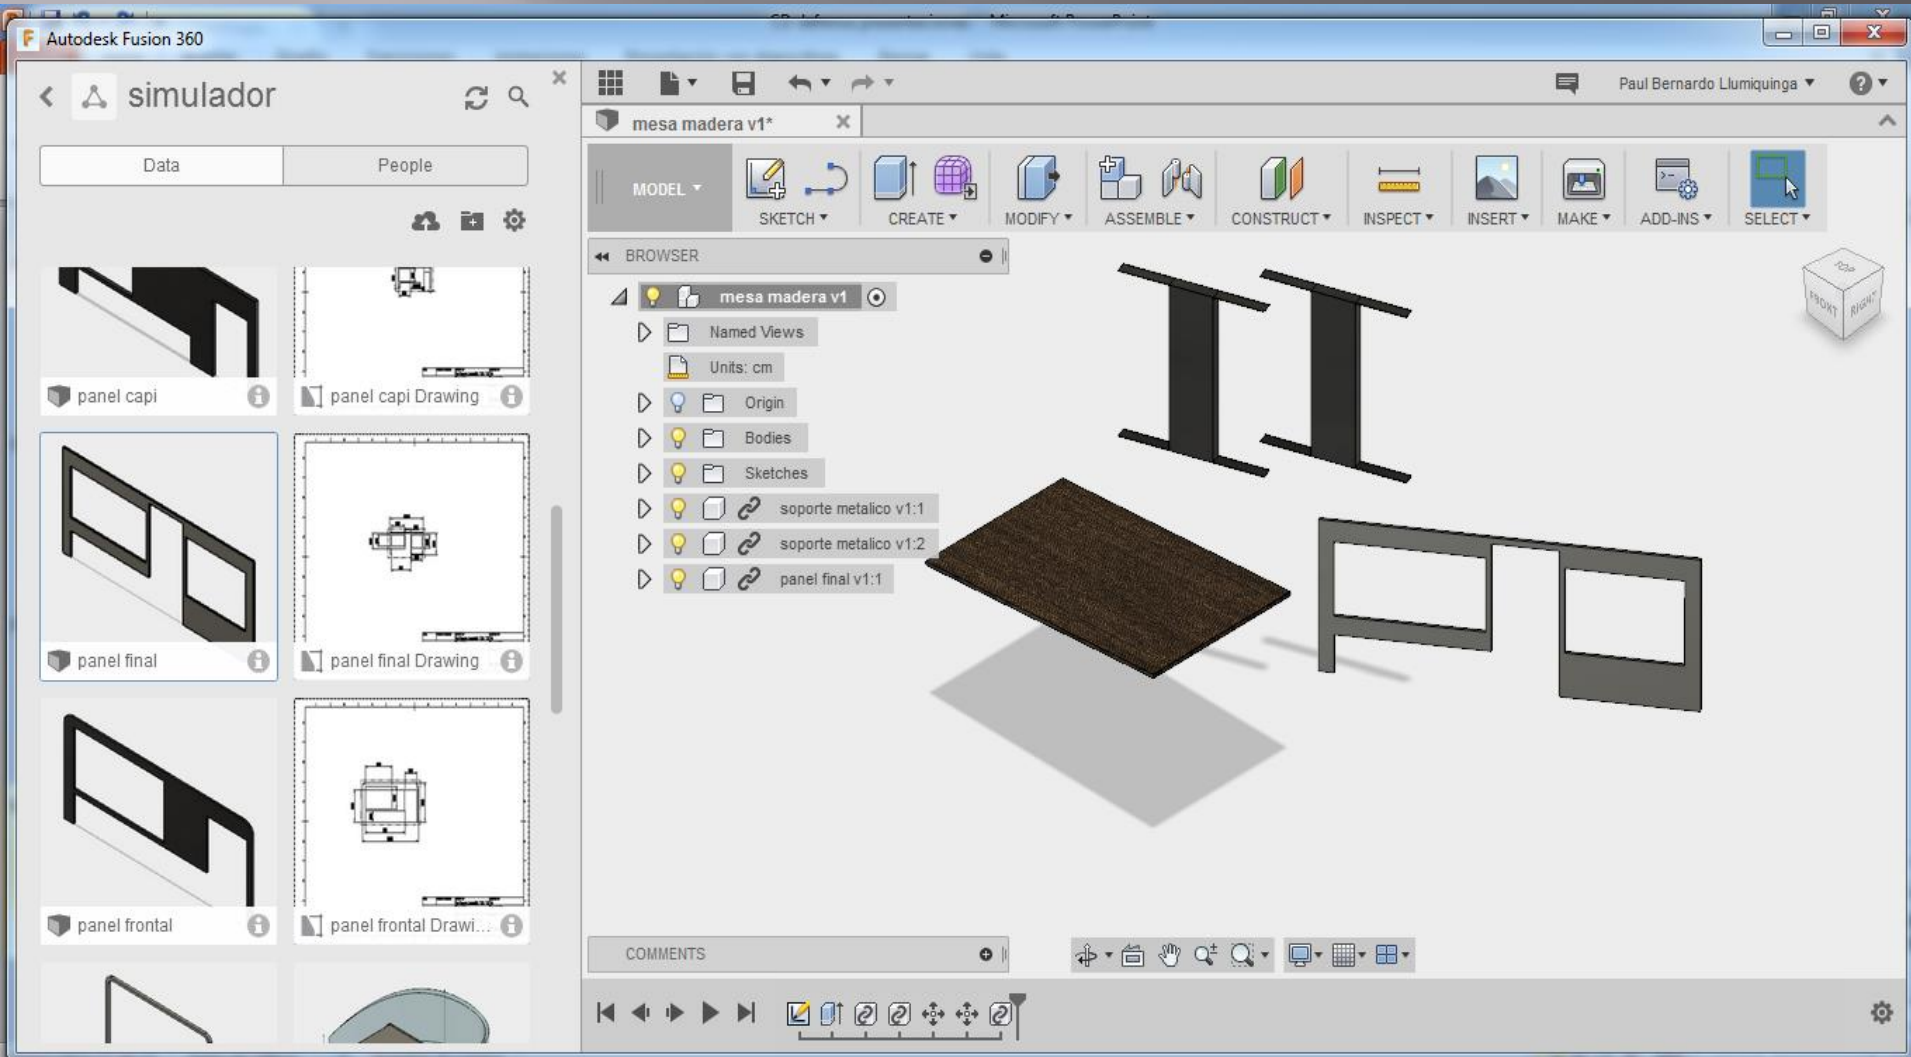 Autodesk Fusion 360
simulador
Data
People
panel capi
panel capi Drawing
panel final
panel final Drawing
panel frontal
panel frontal Drawi...
Paul Bernardo Llumiquinga
mesa madera v1*
MODEL
SKETCH
CREATE
MODIFY
ASSEMBLE
CONSTRUCT
INSPECT
INSERT
MAKE
ADD-INS
SELECT
BROWSER
mesa madera v1
Named Views
Units: cm
Origin
Bodies
Sketches
soporte metalico v1:1
soporte metalico v1:2
panel final v1:1
TOP
FRONT
RIGHT
COMMENTS